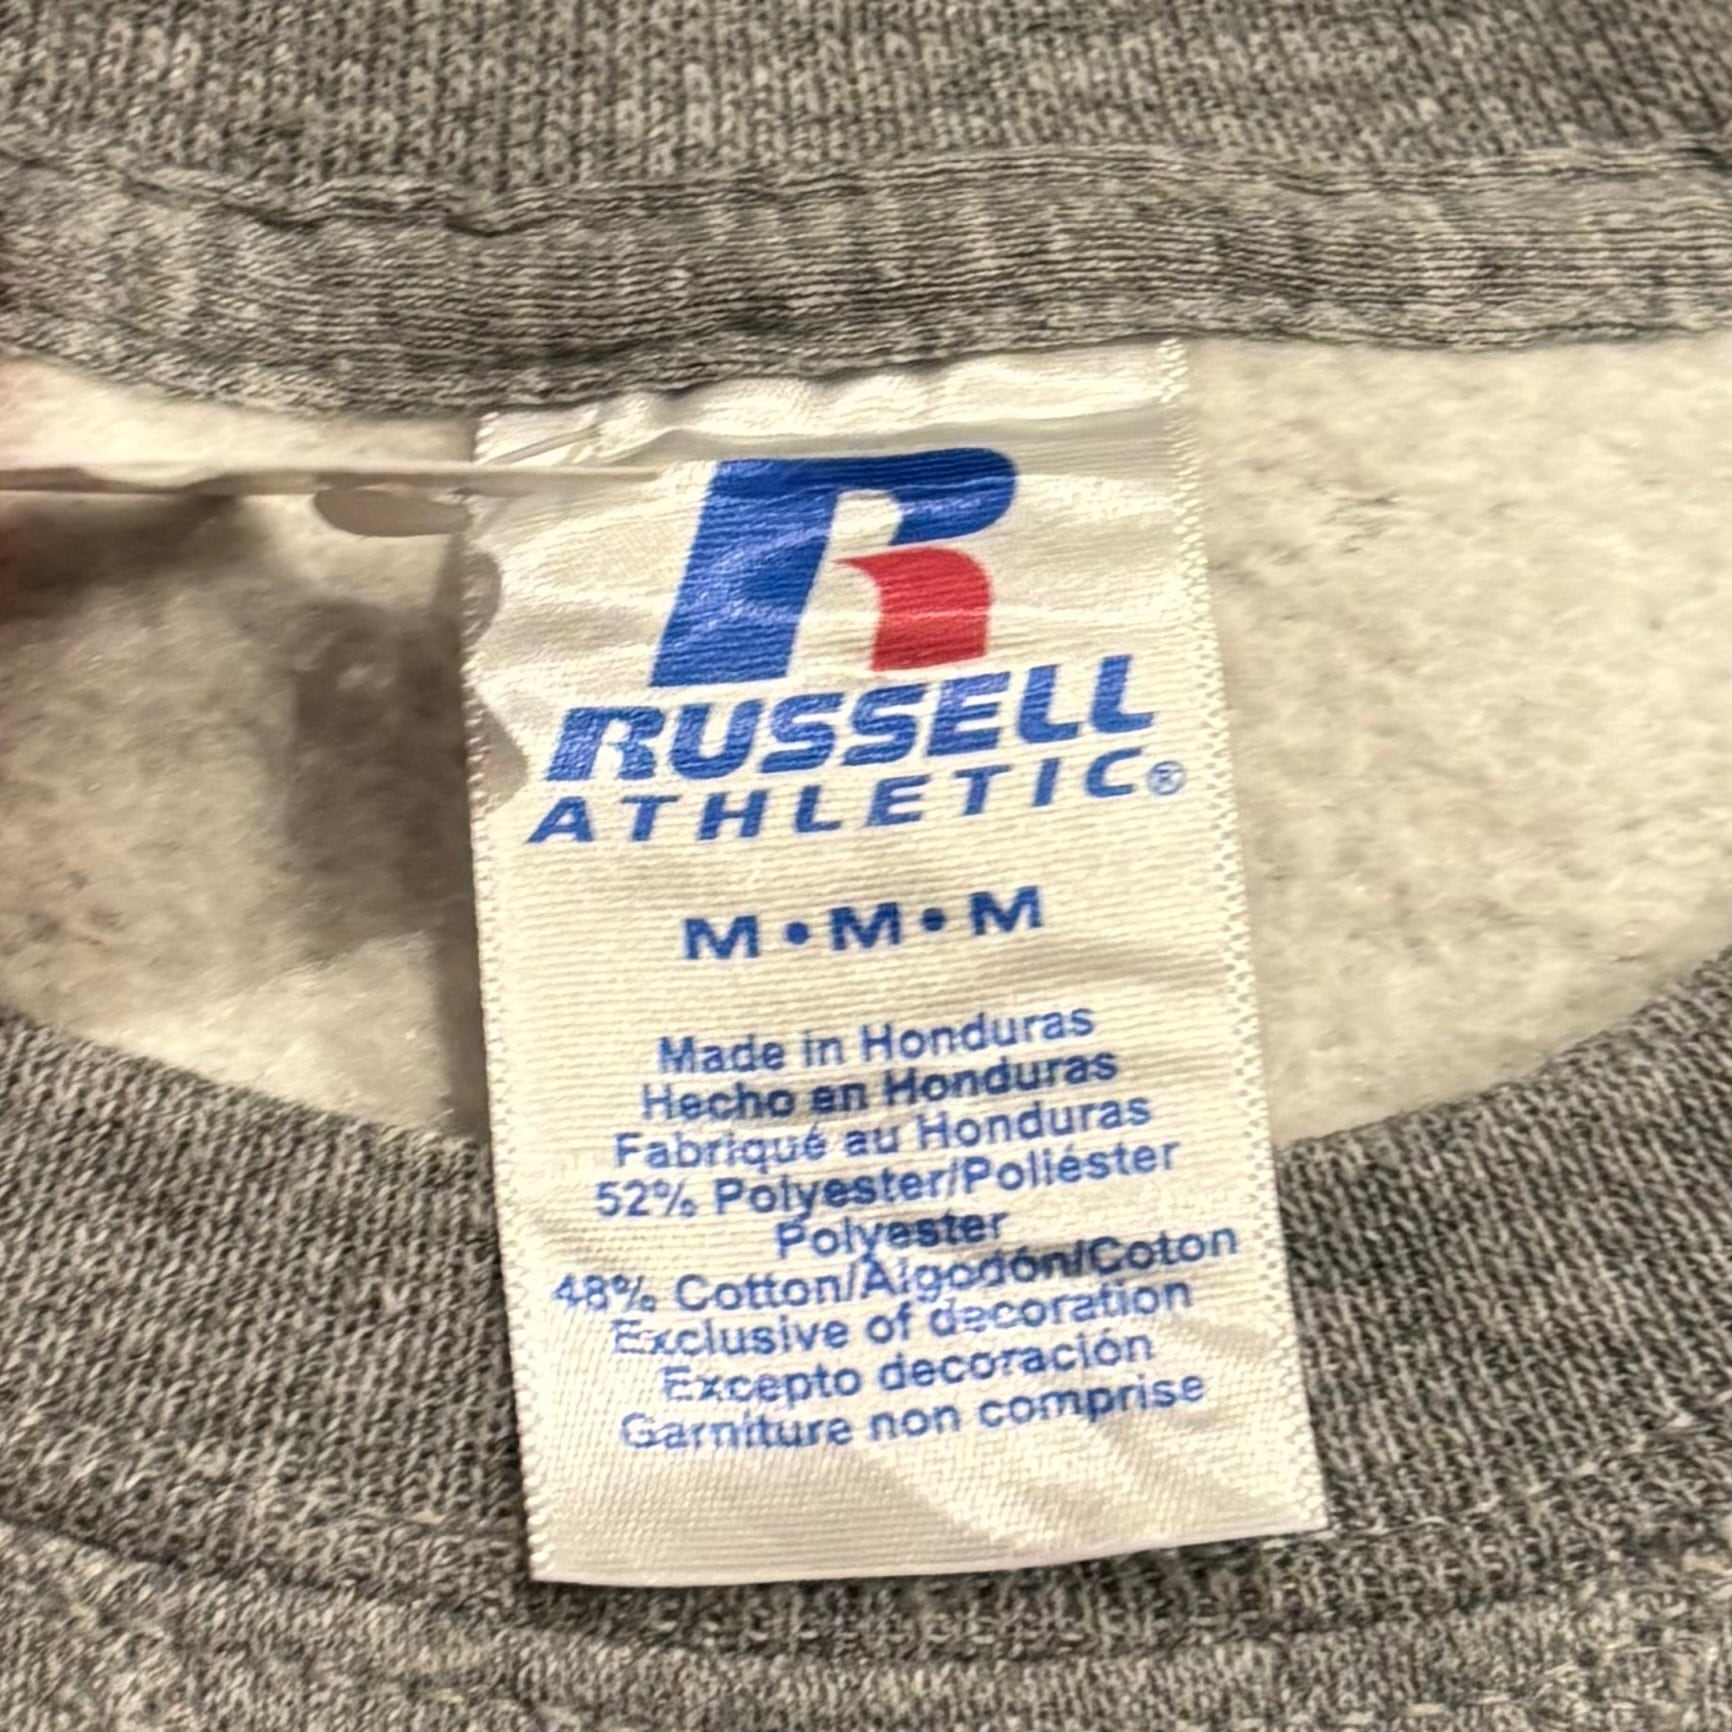 R
RUSSELL
ATHLETIC®
M • M • M
Made in Honduras
Hecho en Honduras
Fabriqué au Honduras
52% Polyester/Poliéster
Polyester
48% Cotton/Algodón/Coton
Exclusive of decoration
Excepto decoración
Garniture non comprise